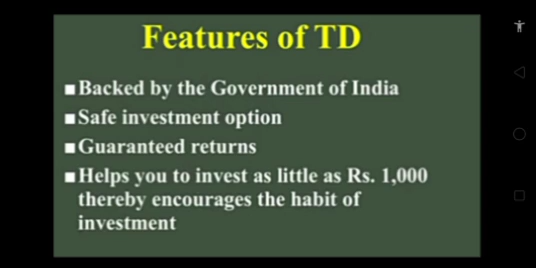 Features of TD
▪Backed by the Government of India
▪Safe investment option
▪Guaranteed returns
▪Helps you to invest as little as Rs. 1,000
thereby encourages the habit of
investment